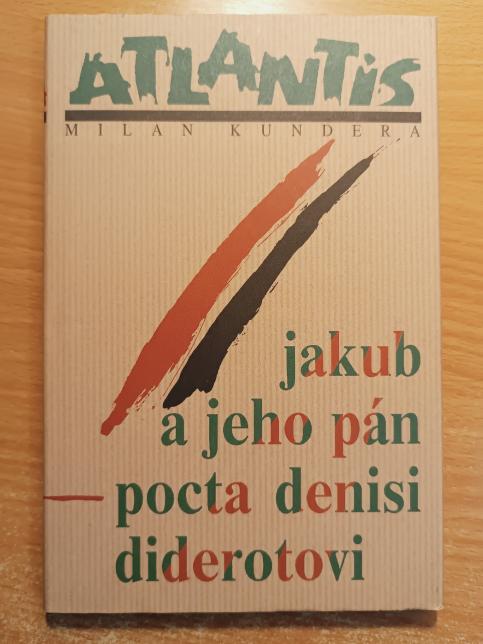 ATLANTIS
MILAN KUNDERA
jakub
a jeho pán
– pocta denisi
diderotovi